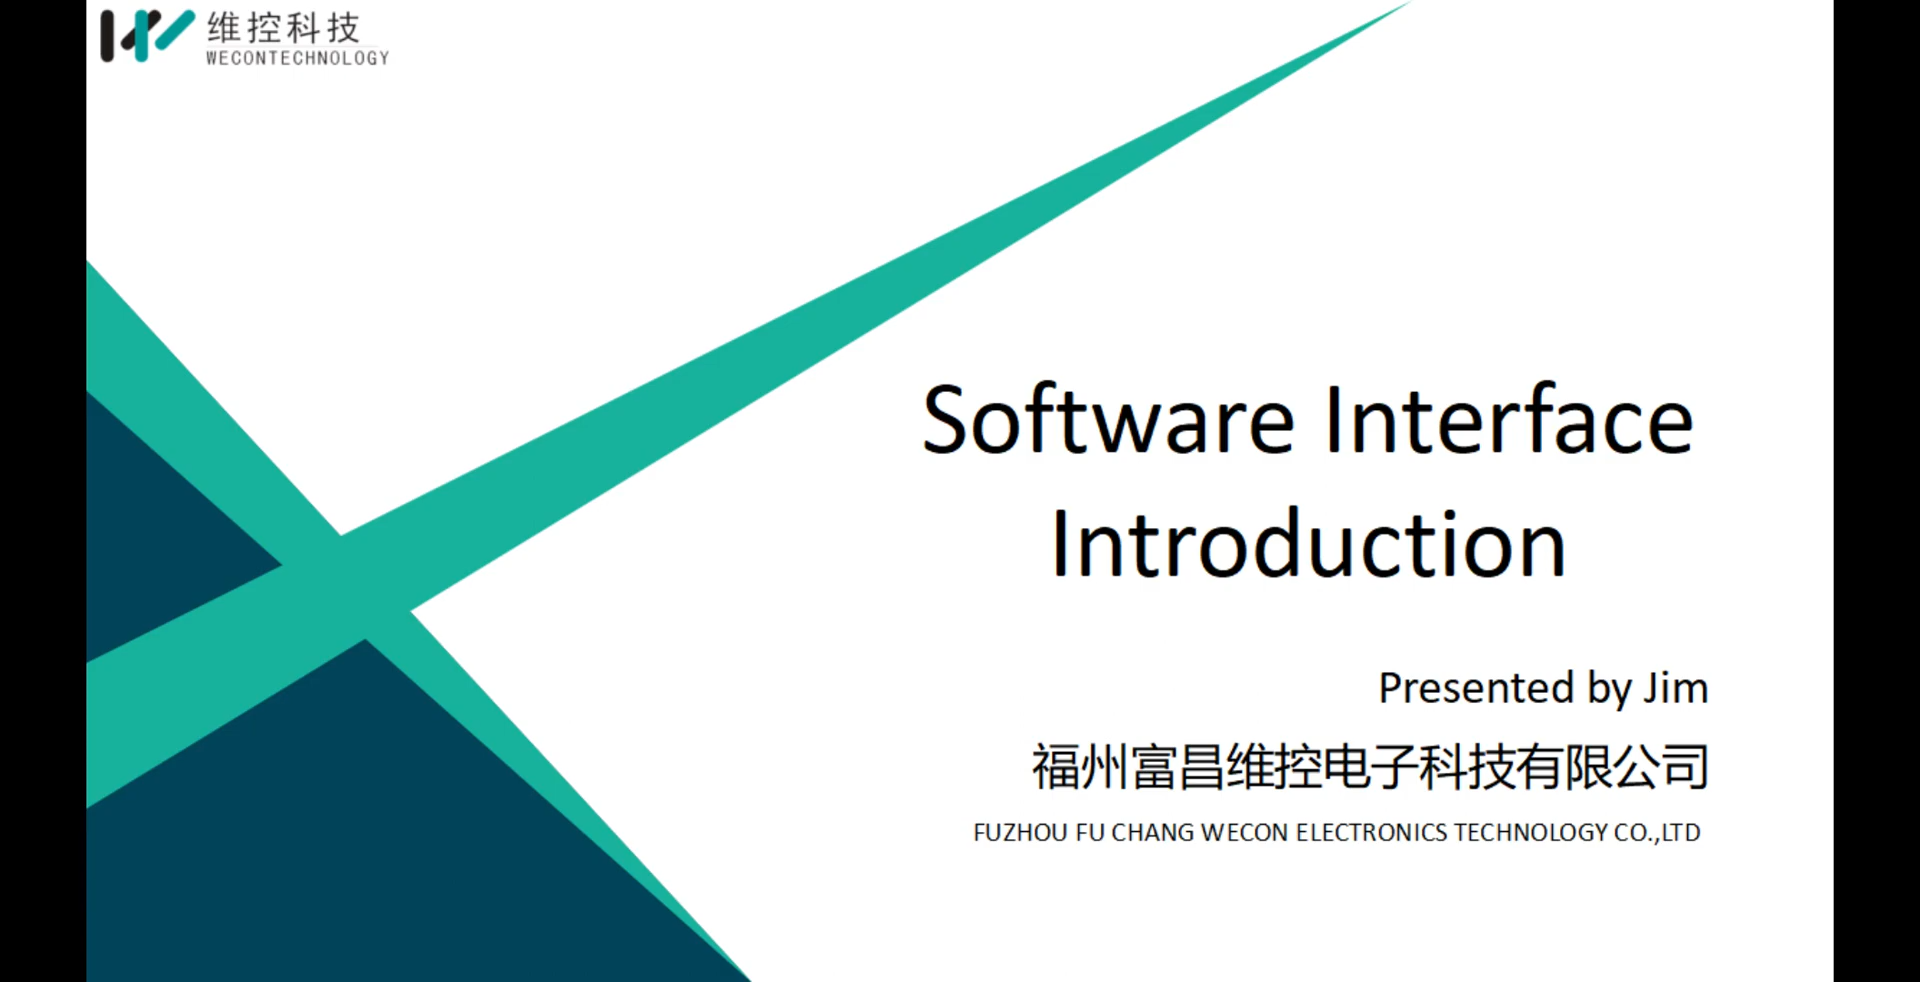 维控科技
WECONTECHNOLOGY
Software Interface
Introduction
Presented by Jim
福州富昌维控电子科技有限公司
FUZHOU FU CHANG WECON ELECTRONICS TECHNOLOGY CO.,LTD